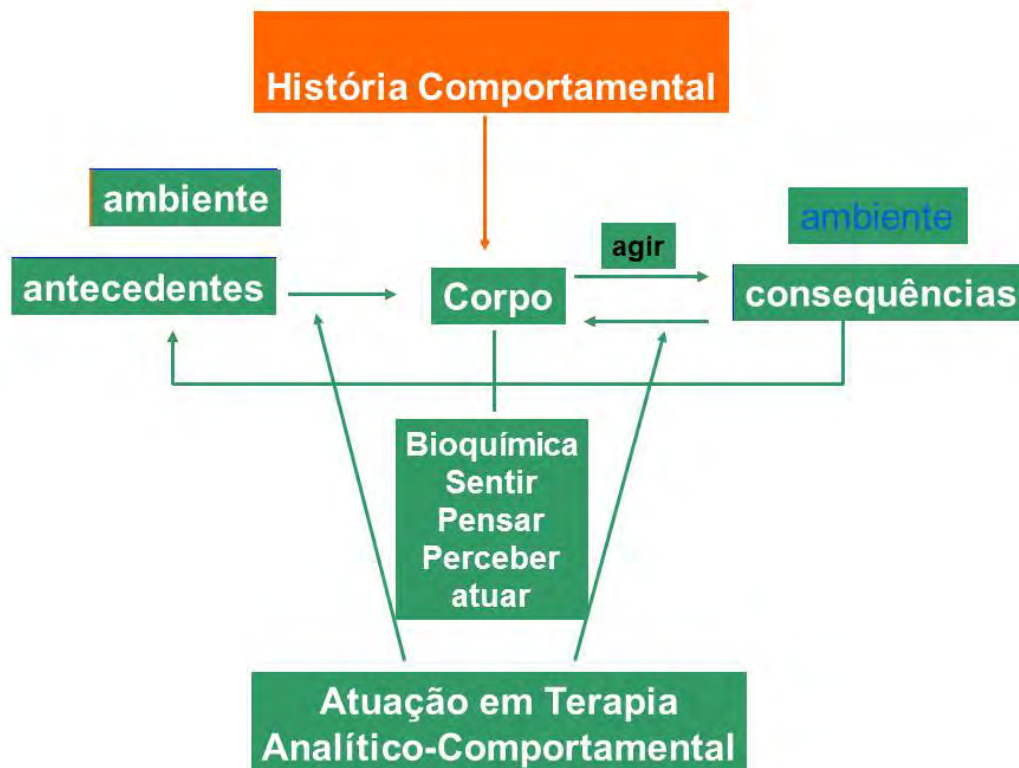 História Comportamental
ambiente
ambiente
agir
antecedentes
Corpo
consequências
Bioquímica
Sentir
Pensar
Perceber
atuar
Atuação em Terapia
Analítico-Comportamental